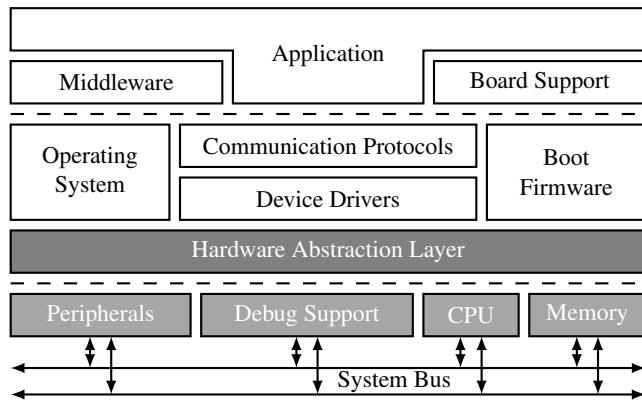 Application
Middleware
Board Support
Operating
System
Communication Protocols
Device Drivers
Boot
Firmware
Hardware Abstraction Layer
Peripherals
Debug Support
CPU
Memory
System Bus